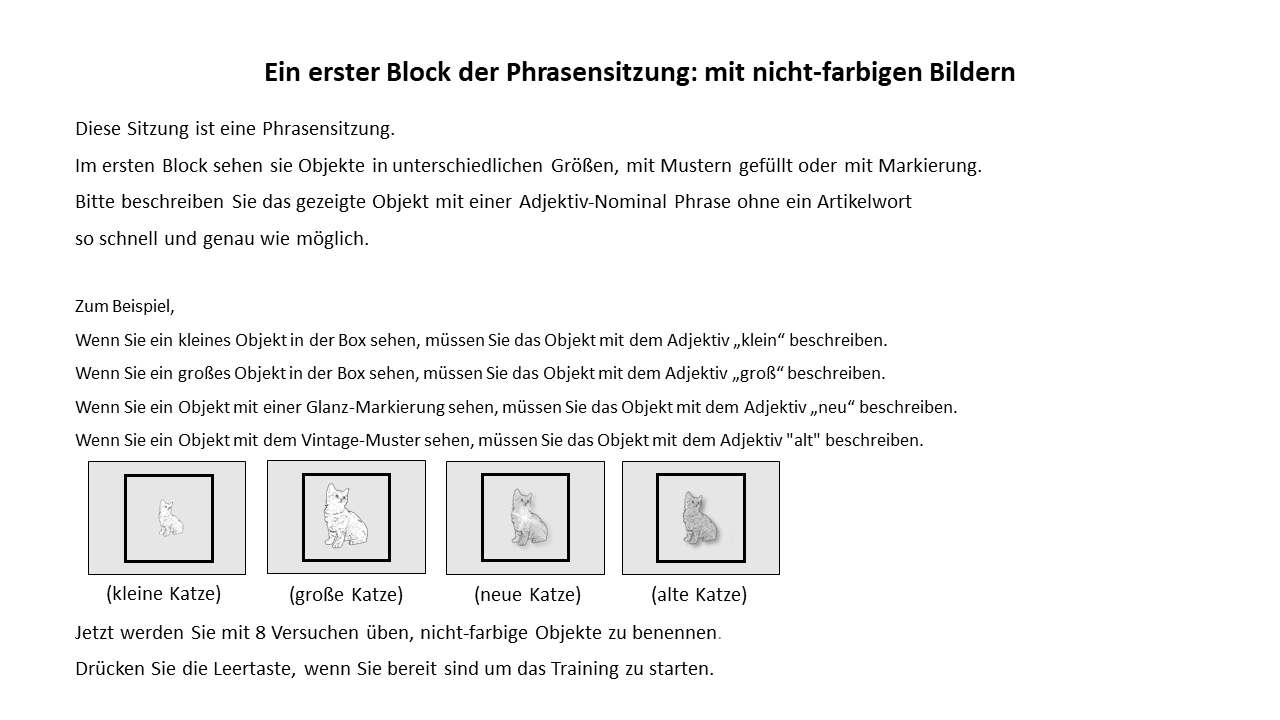 Ein erster Block der Phrasensitzung: mit nicht-farbigen Bildern
Diese Sitzung ist eine Phrasensitzung.
Im ersten Block sehen sie Objekte in unterschiedlichen Größen, mit Mustern gefüllt oder mit Markierung.
Bitte beschreiben Sie das gezeigte Objekt mit einer Adjektiv-Nominal Phrase ohne ein Artikelwort
so schnell und genau wie möglich.
Zum Beispiel,
Wenn Sie ein kleines Objekt in der Box sehen, müssen Sie das Objekt mit dem Adjektiv „klein“ beschreiben.
Wenn Sie ein großes Objekt in der Box sehen, müssen Sie das Objekt mit dem Adjektiv „groß“ beschreiben.
Wenn Sie ein Objekt mit einer Glanz-Markierung sehen, müssen Sie das Objekt mit dem Adjektiv „neu“ beschreiben.
Wenn Sie ein Objekt mit dem Vintage-Muster sehen, müssen Sie das Objekt mit dem Adjektiv "alt" beschreiben.
(kleine Katze) (große Katze) (neue Katze) (alte Katze)
Jetzt werden Sie mit 8 Versuchen üben, nicht-farbige Objekte zu benennen.
Drücken Sie die Leertaste, wenn Sie bereit sind um das Training zu starten.